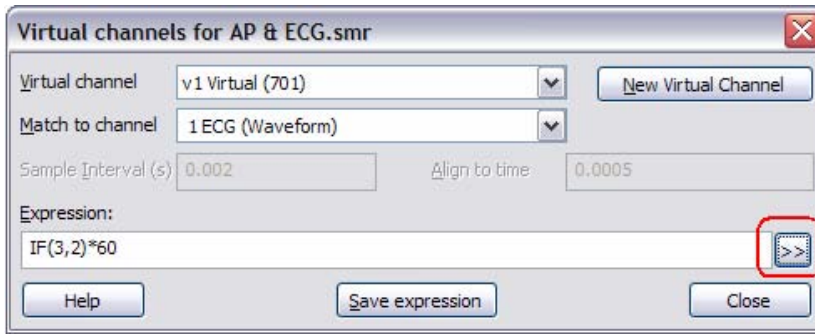 Virtual channels for AP & ECG.smr
Virtual channel v1 Virtual (701) New Virtual Channel
Match to channel 1 ECG (Waveform)
Sample Interval (s) 0.002 Align to time 0.0005
Expression:
IF(3,2)*60 >>
Help Save expression Close